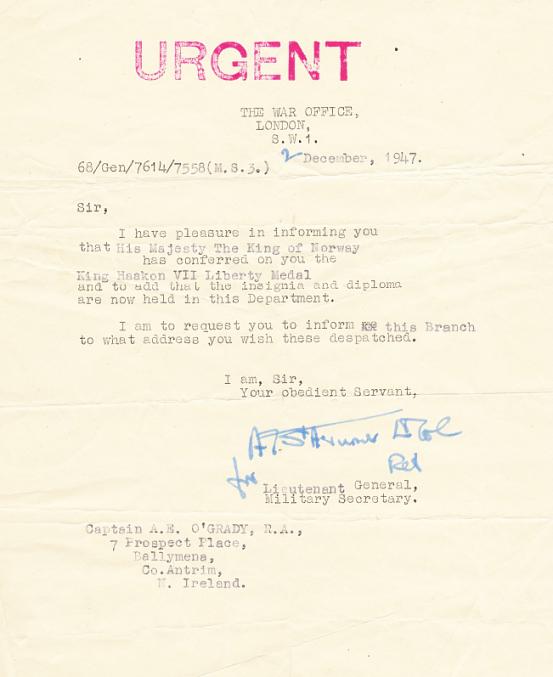 URGENT
THE WAR OFFICE,
LONDON,
S.W.1.
2 December, 1947.
68/Gen/7614/7558(M.S.3.)
Sir,
I have pleasure in informing you
that His Majesty The King of Norway
has conferred on you the
King Haakon VII Liberty Medal
and to add that the insignia and diploma
are now held in this Department.
I am to request you to inform this Branch
to what address you wish these despatched.
I am, Sir,
Your obedient Servant,
for
Lieutenant General,
Military Secretary.
Captain A.E. O'GRADY, R.A.,
7 Prospect Place,
Ballymena,
Co.Antrim,
N. Ireland.